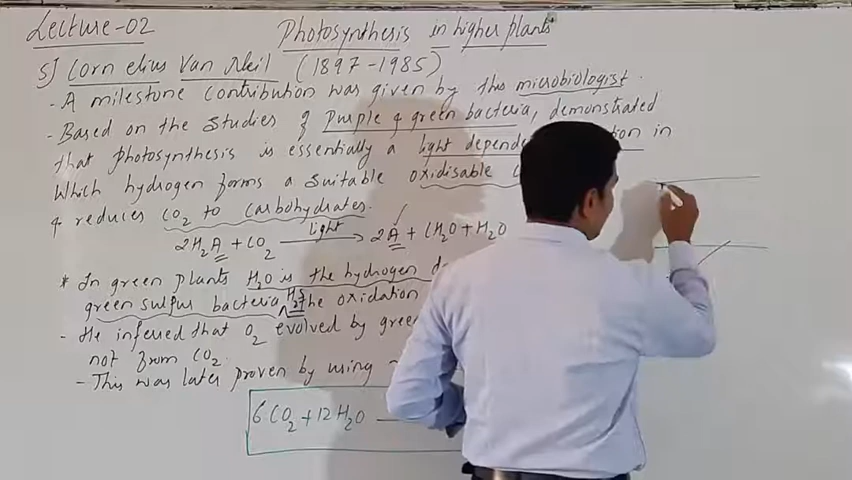 Lecture-02
Photosynthesis in higher plants
5] Cornelius Van Neil (1897-1985)
- A milestone contribution was given by this microbiologist.
- Based on the studies of purple & green bacteria, demonstrated
that photosynthesis is essentially a light in
Which hydrogen forms a suitable oxidisable
& reduces CO2 to carbohydrates.
2H2A + CO2 light → 2A + CH2O + H2O
* In green plants H2O is the hydrogen
green sulpus bacteria, H2S the oxidation
- He inferred that O2 evolved by
not from CO2.
- This was later proven by using
6CO2 + 12H2O